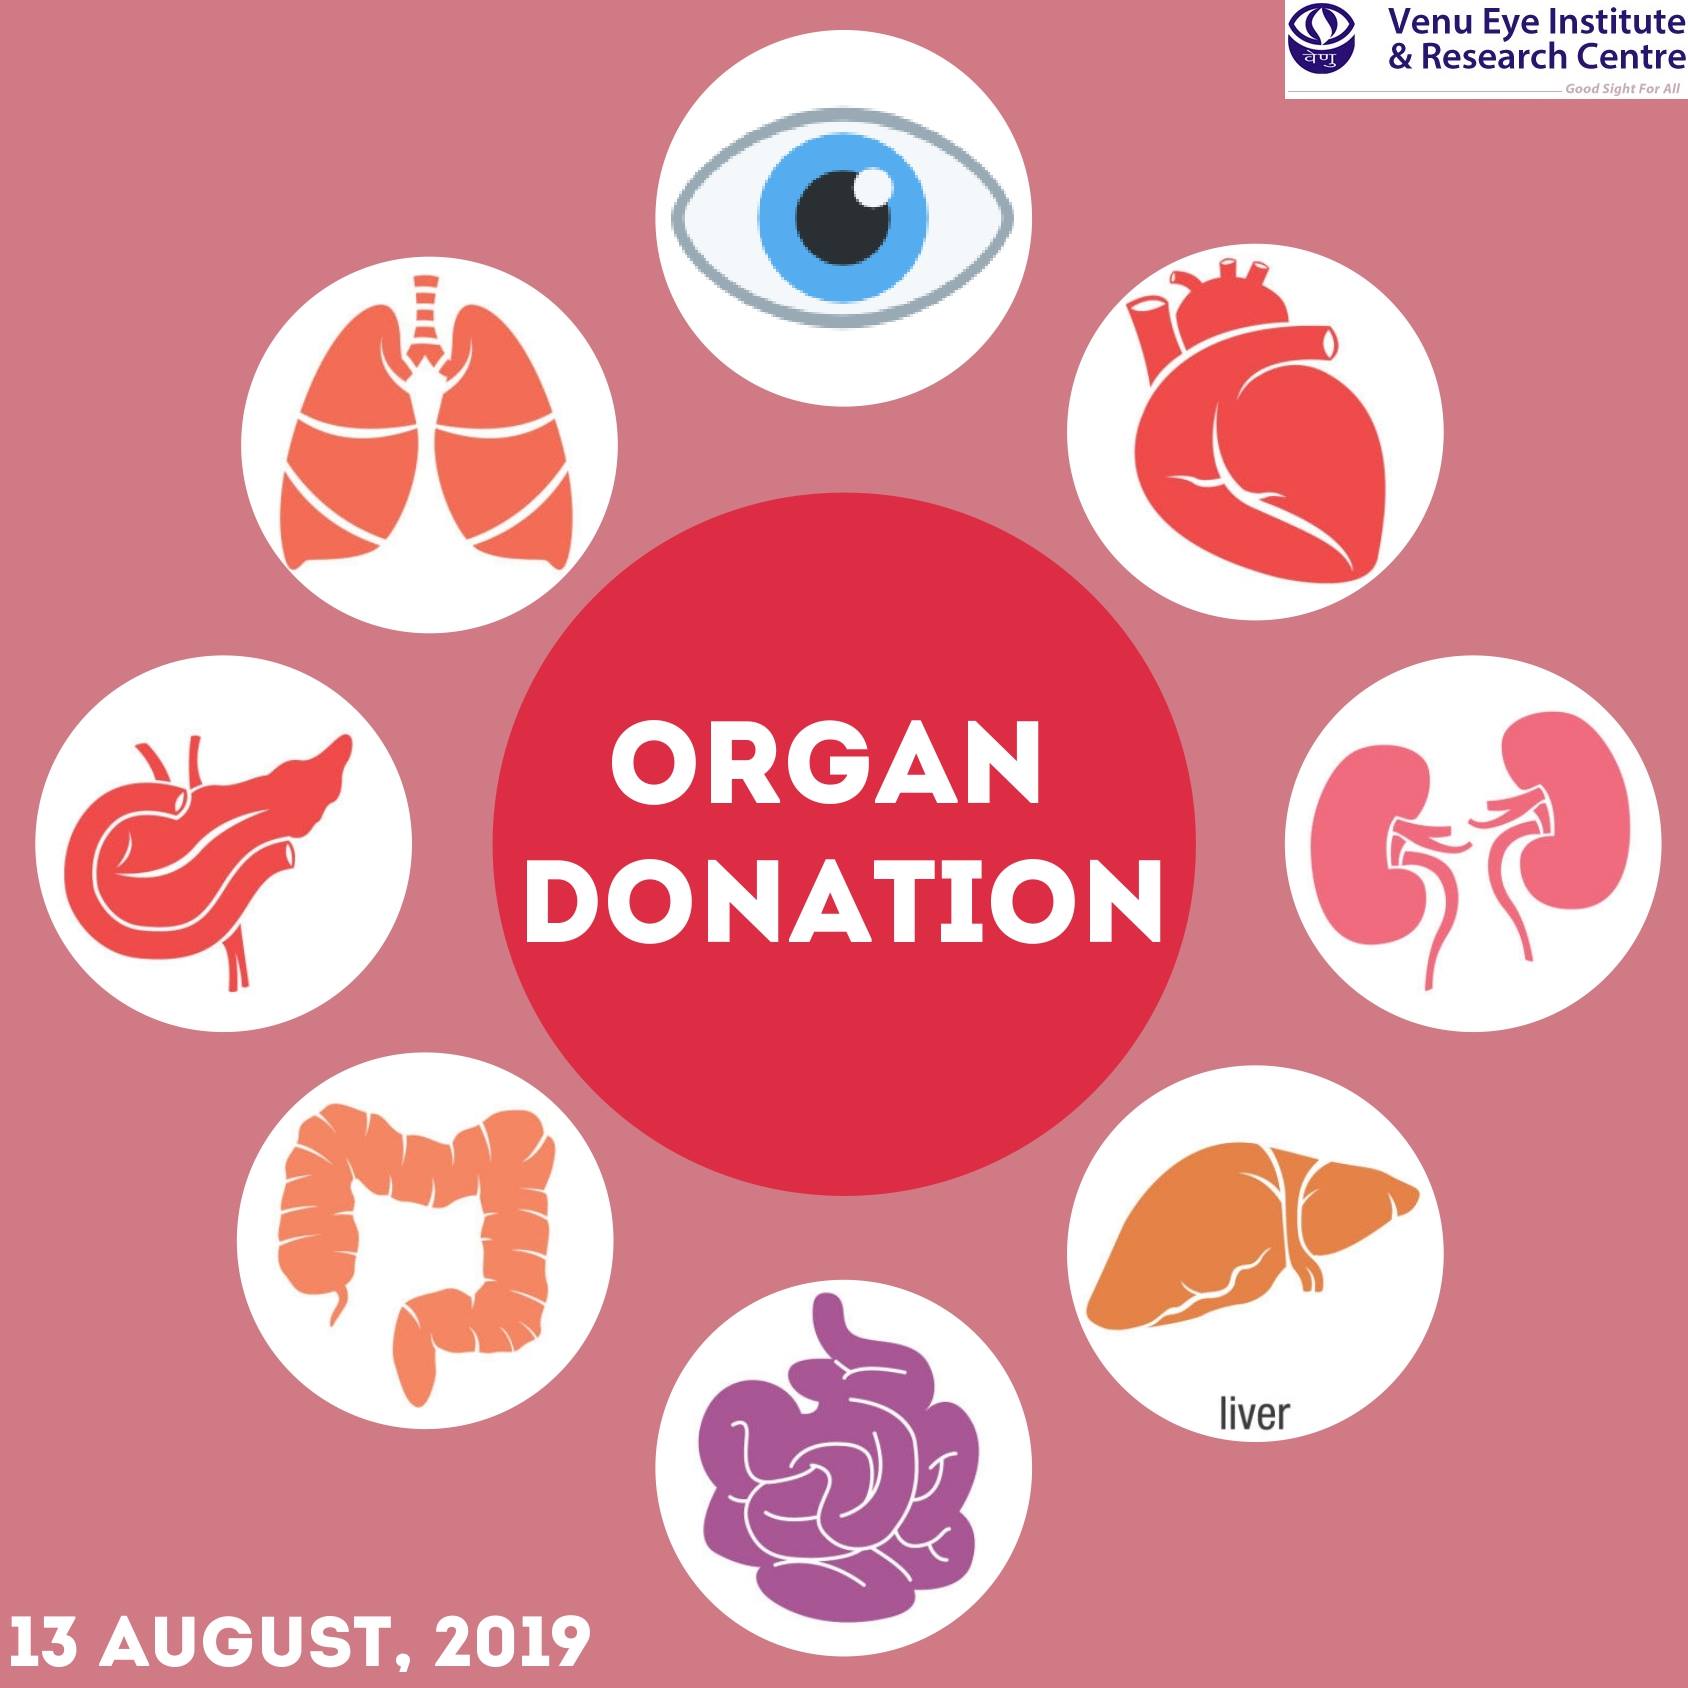 Venu Eye Institute
& Research Centre
वेणु
Good Sight For All
ORGAN
DONATION
liver
13 AUGUST, 2019